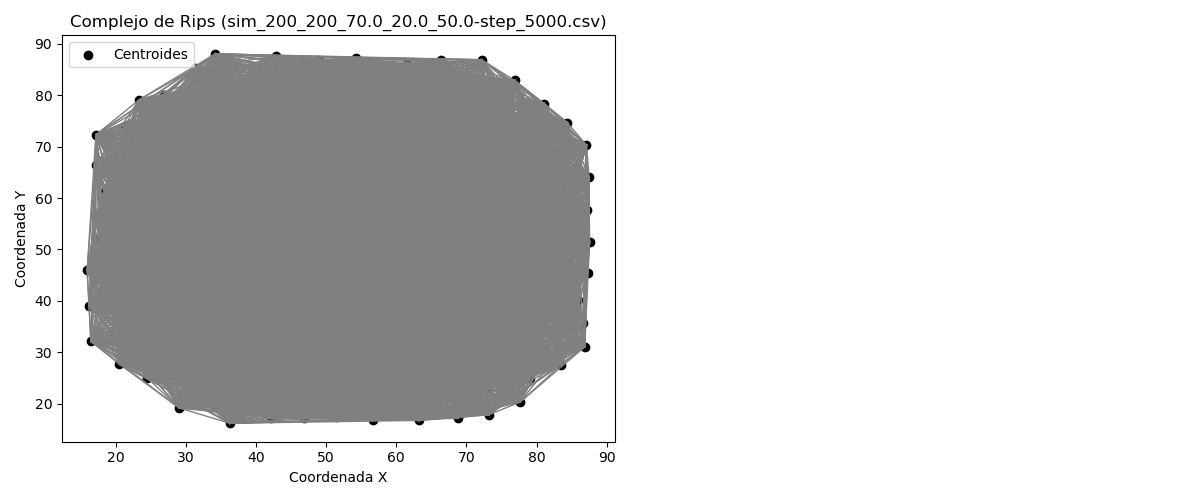 Complejo de Rips (sim_200_200_70.0_20.0_50.0-step_5000.csv)
Centroides
90
80
70
60
50
40
30
20
Coordenada Y
20 30 40 50 60 70 80 90
Coordenada X